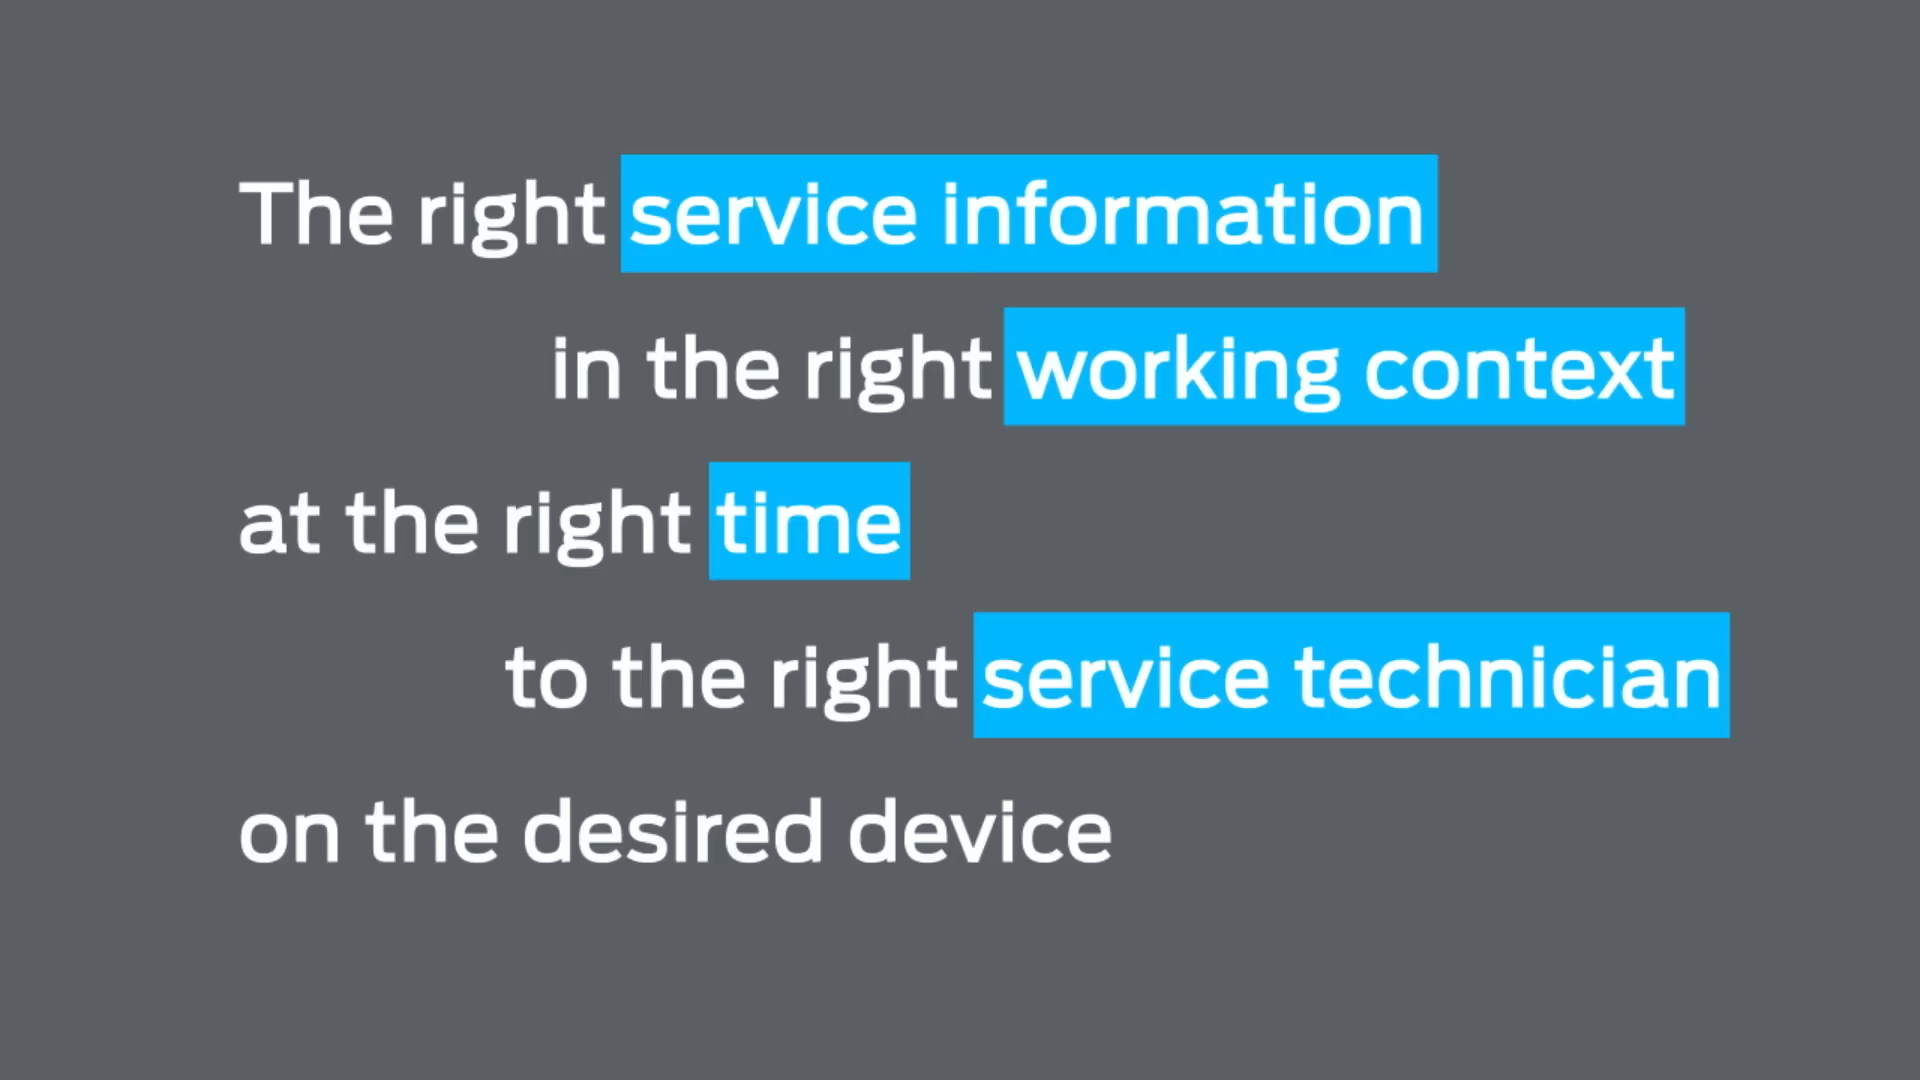 The right service information
in the right working context
at the right time
to the right service technician
on the desired device